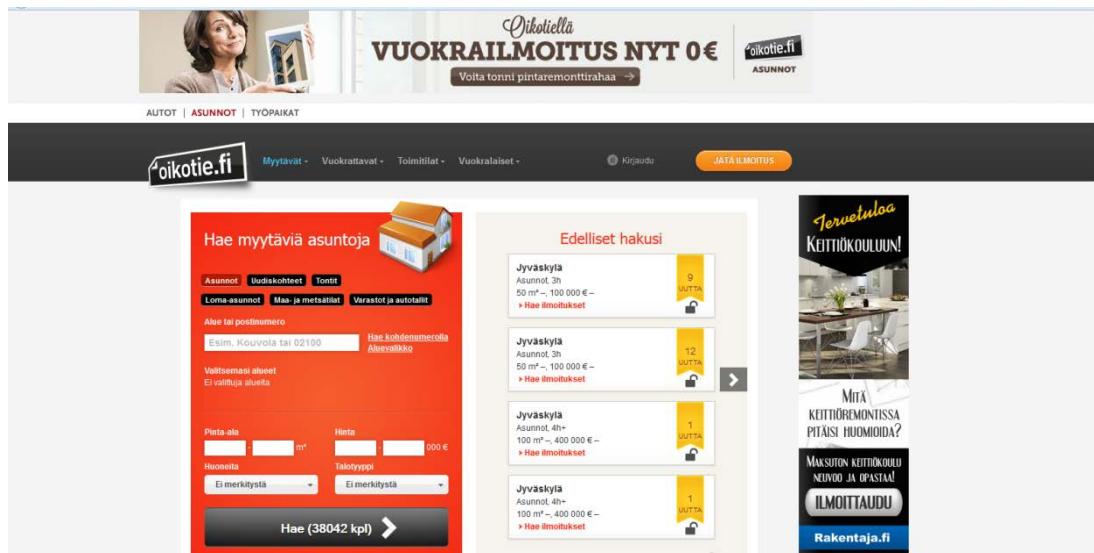 Oikotiellä
VUOKRAILMOITUS NYT 0€
Voita tonni pintaremonttirahaa
oikotie.fi
ASUNNOT
AUTOT | ASUNNOT | TYÖPAIKAT
oikotie.fi
Myytävät
Vuokrattavat
Toimitilat
Vuokralaiset
Kirjaudu
JÄTÄ ILMOITUS
Hae myytäviä asuntoja
Asunnot Uudiskohteet Tontit
Loma-asunnot Maa- ja metsätilat Varastot ja autotallit
Alue tai postinumero
Esim. Kouvola tai 02100
Hae kohdenumerolla
Aluevalikko
Valitsemasi alueet
Ei valittuja alueita
Pinta-ala
- m²
Hinta
- 000 €
Huoneita
Ei merkitystä
Talotyyppi
Ei merkitystä
Hae (38042 kpl)
Edelliset hakusi
Jyväskylä
Asunnot, 3h
50 m² –, 100 000 € –
Hae ilmoitukset
9
UUTTA
Jyväskylä
Asunnot, 3h
50 m² –, 100 000 € –
Hae ilmoitukset
12
UUTTA
Jyväskylä
Asunnot, 4h+
100 m² –, 400 000 € –
Hae ilmoitukset
1
UUTTA
Jyväskylä
Asunnot, 4h+
100 m² –, 400 000 € –
Hae ilmoitukset
1
UUTTA
Tervetuloa
KEITTIÖKOULUUN!
MITÄ
KEITTIÖREMONTISSA
PITÄISI HUOMIOIDA?
MAKSUTON KEITTIÖKOULU
NEUVOO JA OPASTAA!
ILMOITTAUDU
Rakentaja.fi